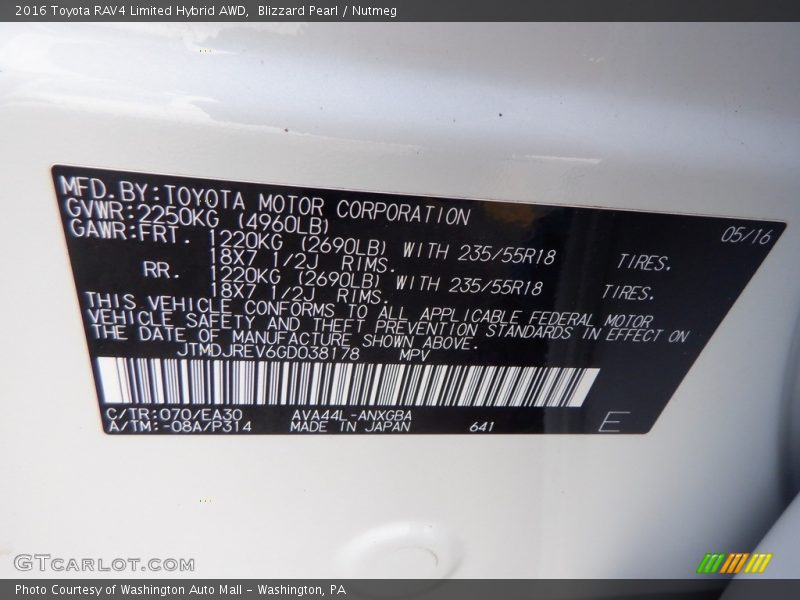 2016 Toyota RAV4 Limited Hybrid AWD, Blizzard Pearl / Nutmeg
MFD.BY:TOYOTA MOTOR CORPORATION 05/16
GVWR:2250KG (4960LB)
GAWR:FRT. 1220KG (2690LB) WITH 235/55R18 TIRES.
18X7 1/2J RIMS.
RR. 1220KG (2690LB) WITH 235/55R18 TIRES.
18X7 1/2J RIMS.
THIS VEHICLE CONFORMS TO ALL APPLICABLE FEDERAL MOTOR
VEHICLE SAFETY AND THEFT PREVENTION STANDARDS IN EFFECT ON
THE DATE OF MANUFACTURE SHOWN ABOVE.
JTMDJREV6GD038178 MPV
C/TR:070/EA30 AVA44L-ANXGBA
A/TM:-08A/P314 MADE IN JAPAN 641 E
GTCARLOT.COM
Photo Courtesy of Washington Auto Mall - Washington, PA